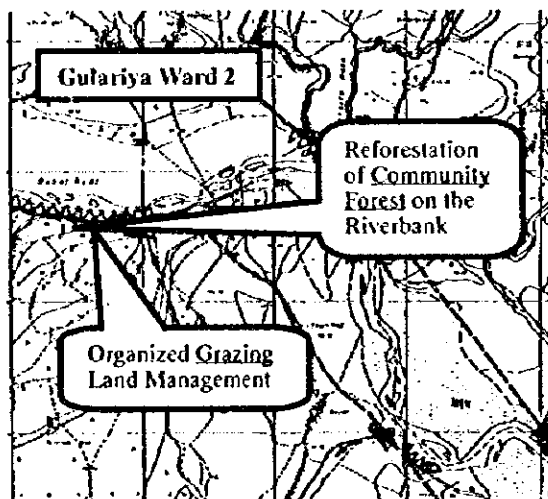 Gulariya Ward 2
Reforestation
of Community
Forest on the
Riverbank
Organized Grazing
Land Management